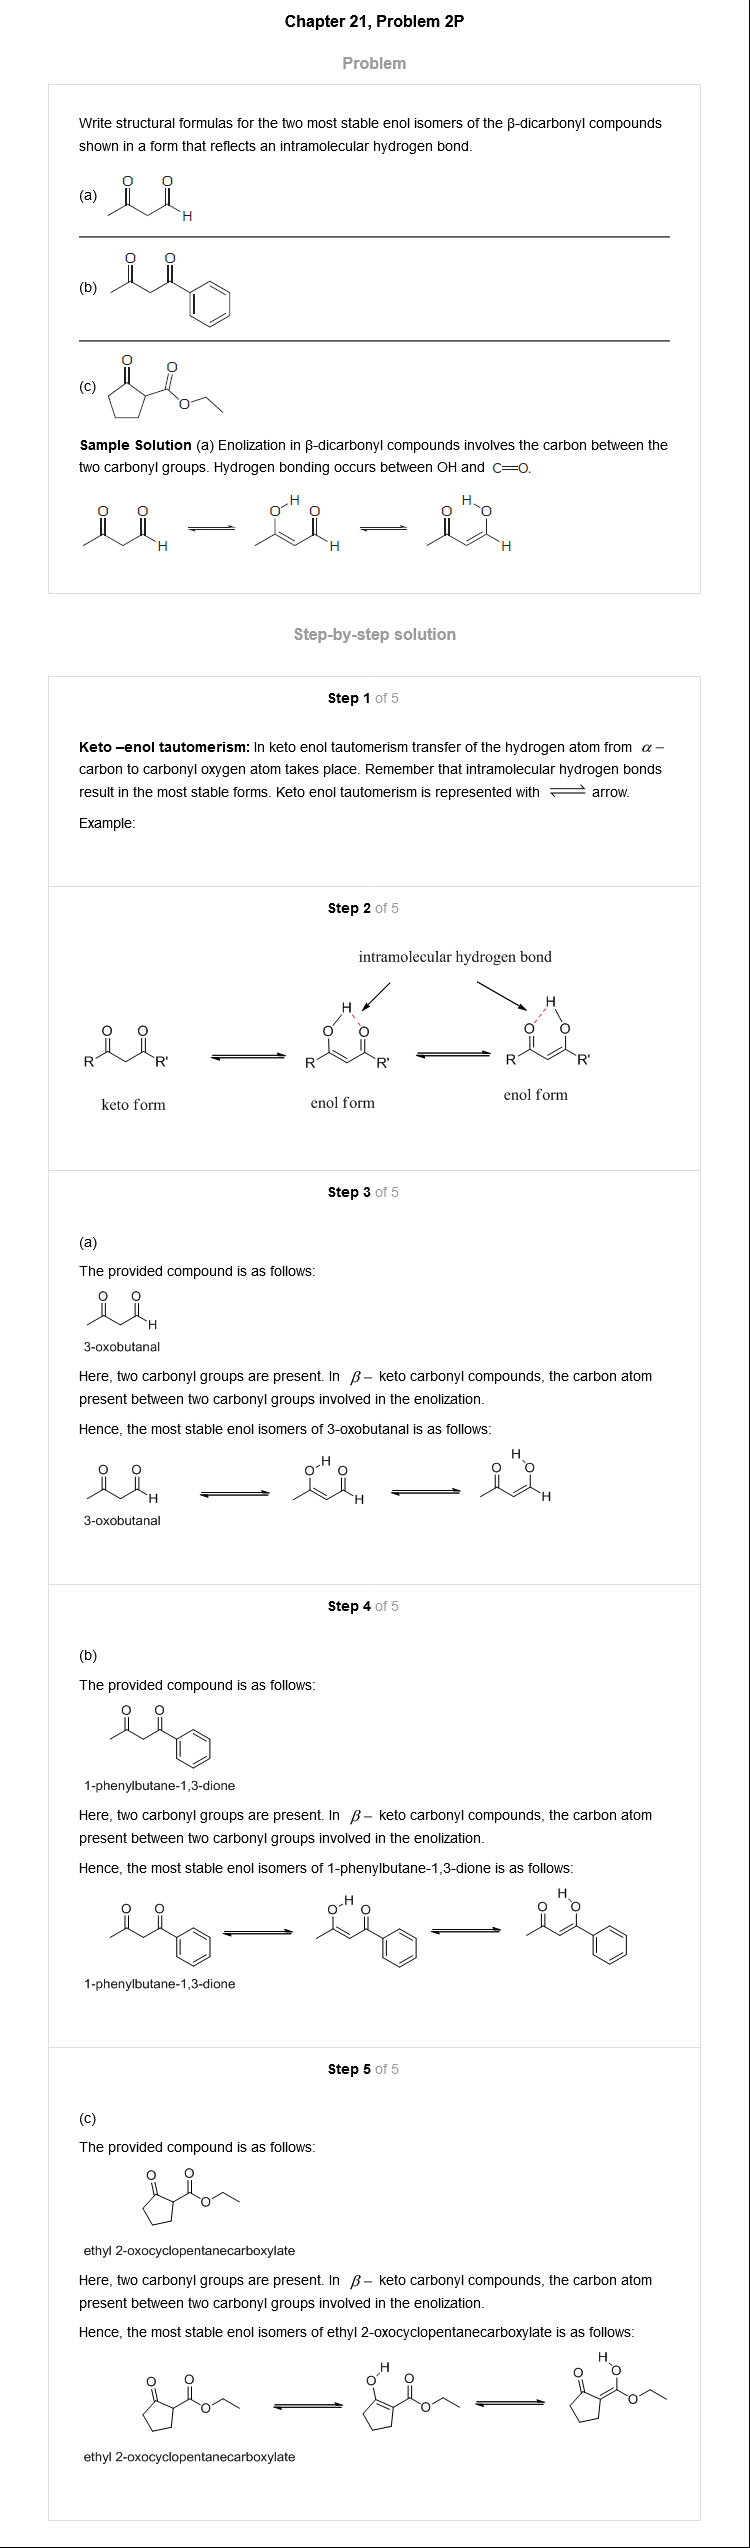 Chapter 21, Problem 2P
Problem
Write structural formulas for the two most stable enol isomers of the β-dicarbonyl compounds
shown in a form that reflects an intramolecular hydrogen bond.
O O
(a)
H
O O
(b)
O
O
(c)
O
Sample Solution (a) Enolization in β-dicarbonyl compounds involves the carbon between the
two carbonyl groups. Hydrogen bonding occurs between OH and C=O.
H H
O O O O O O
H H H
Step-by-step solution
Step 1 of 5
Keto –enol tautomerism: In keto enol tautomerism transfer of the hydrogen atom from α –
carbon to carbonyl oxygen atom takes place. Remember that intramolecular hydrogen bonds
result in the most stable forms. Keto enol tautomerism is represented with ⇌ arrow.
Example:
Step 2 of 5
intramolecular hydrogen bond
H H
O O O O O O
R R' R R' R R'
keto form enol form enol form
Step 3 of 5
(a)
The provided compound is as follows:
O O
H
3-oxobutanal
Here, two carbonyl groups are present. In β – keto carbonyl compounds, the carbon atom
present between two carbonyl groups involved in the enolization.
Hence, the most stable enol isomers of 3-oxobutanal is as follows:
H H
O O O O O O
H H H
3-oxobutanal
Step 4 of 5
(b)
The provided compound is as follows:
O O
1-phenylbutane-1,3-dione
Here, two carbonyl groups are present. In β – keto carbonyl compounds, the carbon atom
present between two carbonyl groups involved in the enolization.
Hence, the most stable enol isomers of 1-phenylbutane-1,3-dione is as follows:
H H
O O O O O O
1-phenylbutane-1,3-dione
Step 5 of 5
(c)
The provided compound is as follows:
O O
O
ethyl 2-oxocyclopentanecarboxylate
Here, two carbonyl groups are present. In β – keto carbonyl compounds, the carbon atom
present between two carbonyl groups involved in the enolization.
Hence, the most stable enol isomers of ethyl 2-oxocyclopentanecarboxylate is as follows:
H H
O O O O O O
O O O
ethyl 2-oxocyclopentanecarboxylate